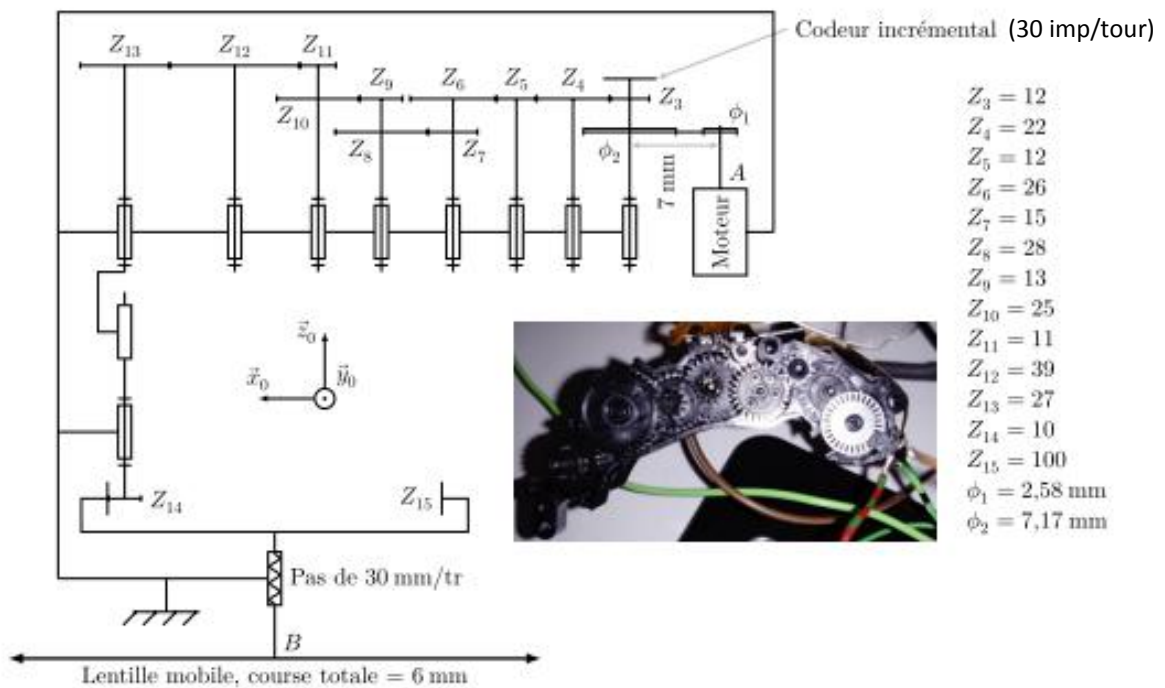 Codeur incrémental (30 imp/tour)
Z₁₃ Z₁₂ Z₁₁
Z₉ Z₆ Z₅ Z₄
Z₃
Z₁₀
ϕ₁
Z₈ Z₇
ϕ₂
7 mm
A
Moteur
z⃗₀
x⃗₀ y⃗₀
Z₁₄ Z₁₅
Pas de 30 mm/tr
B
Lentille mobile, course totale = 6 mm
Z₃ = 12
Z₄ = 22
Z₅ = 12
Z₆ = 26
Z₇ = 15
Z₈ = 28
Z₉ = 13
Z₁₀ = 25
Z₁₁ = 11
Z₁₂ = 39
Z₁₃ = 27
Z₁₄ = 10
Z₁₅ = 100
ϕ₁ = 2,58 mm
ϕ₂ = 7,17 mm